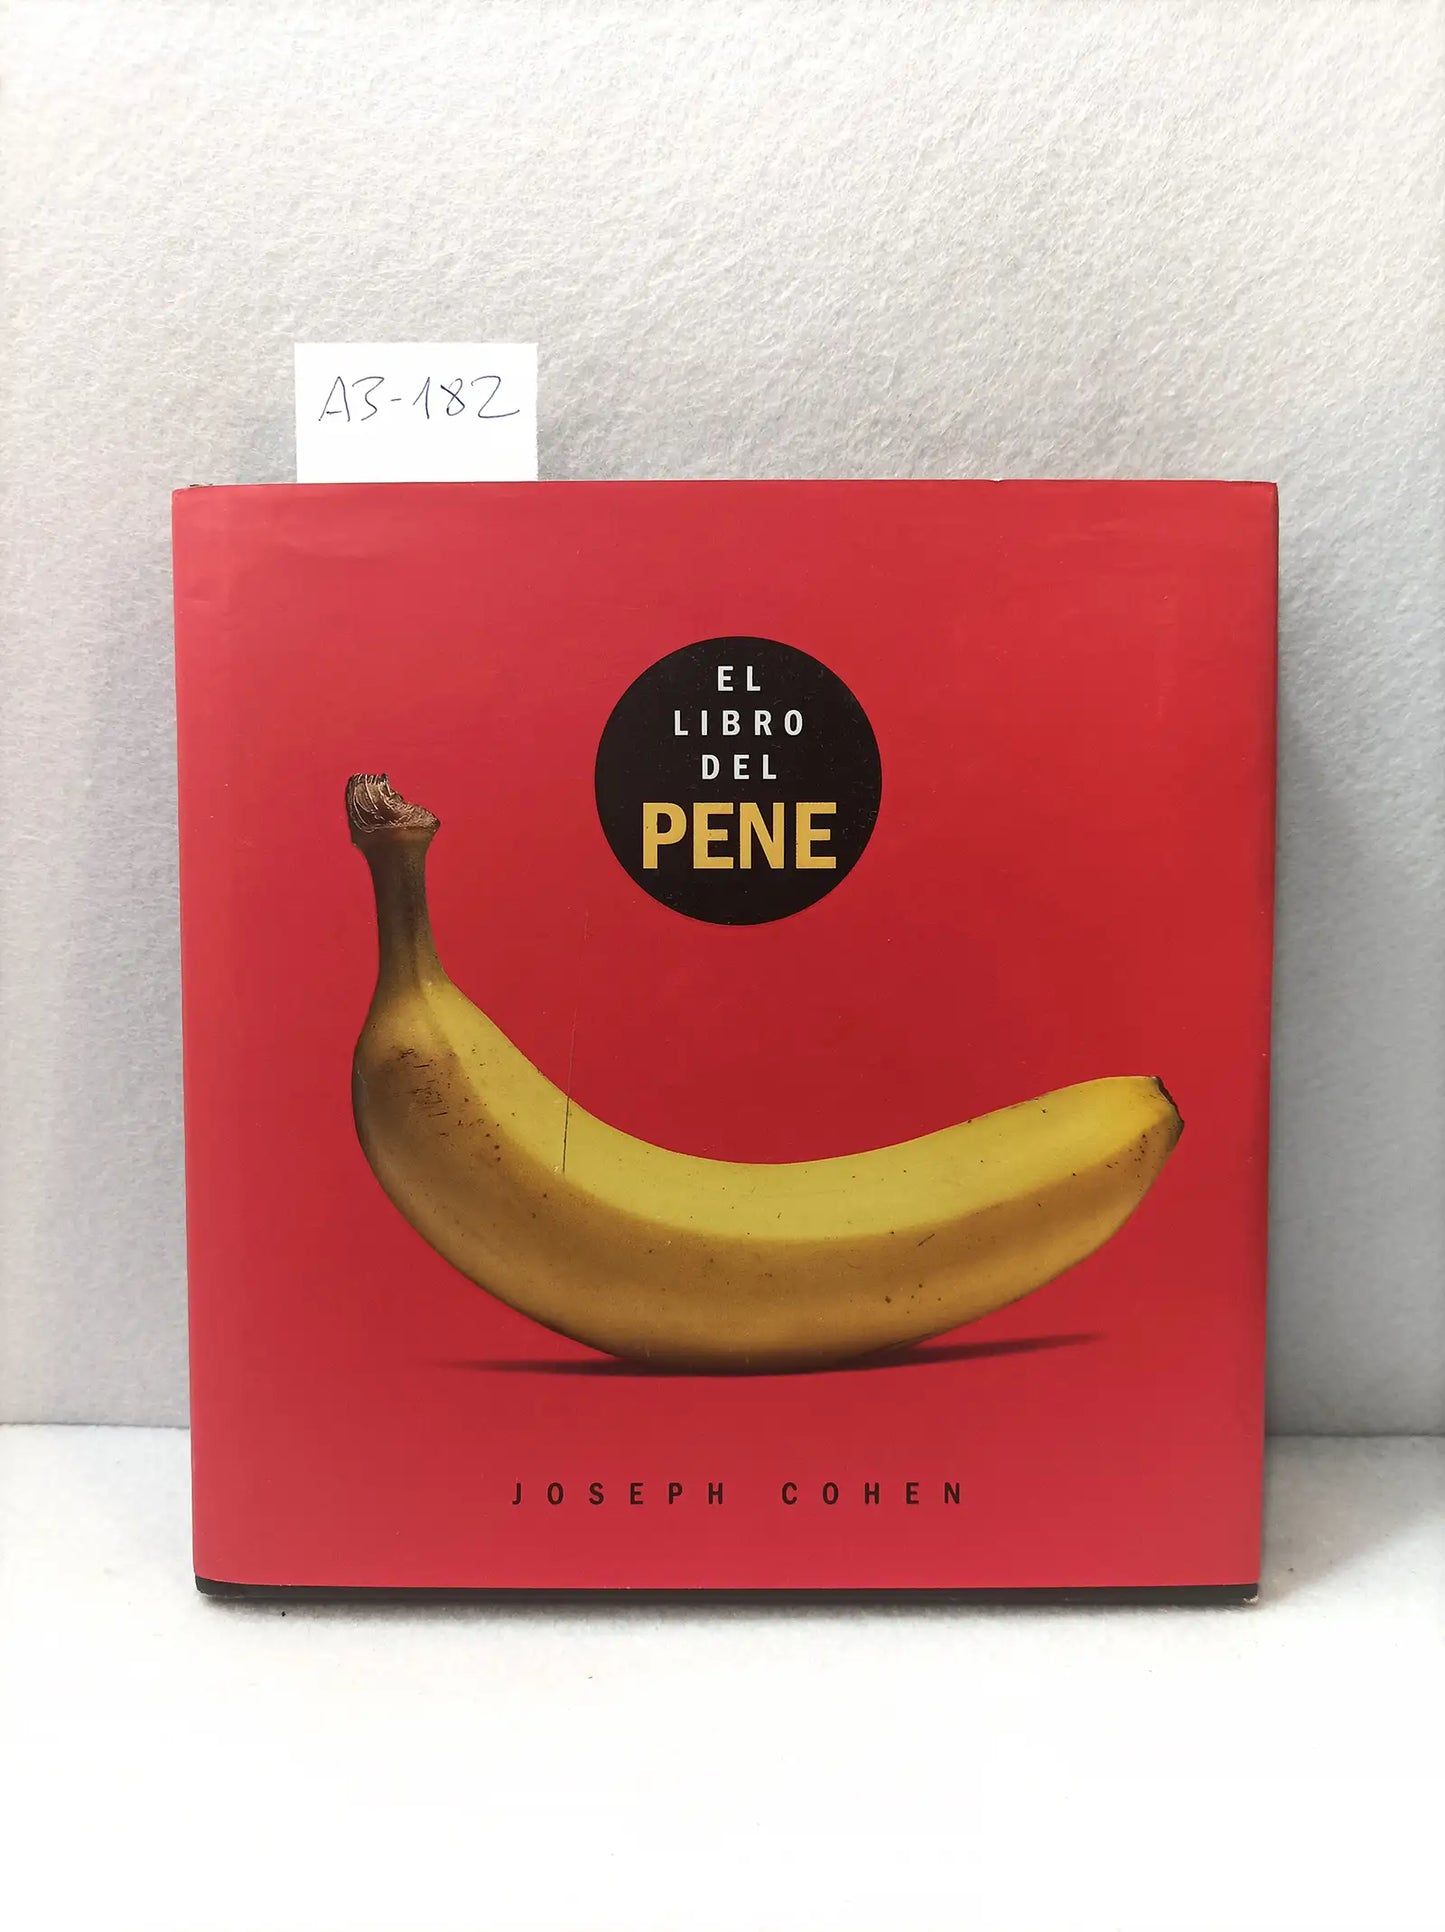 A3-182
EL
LIBRO
DEL
PENE
JOSEPH COHEN